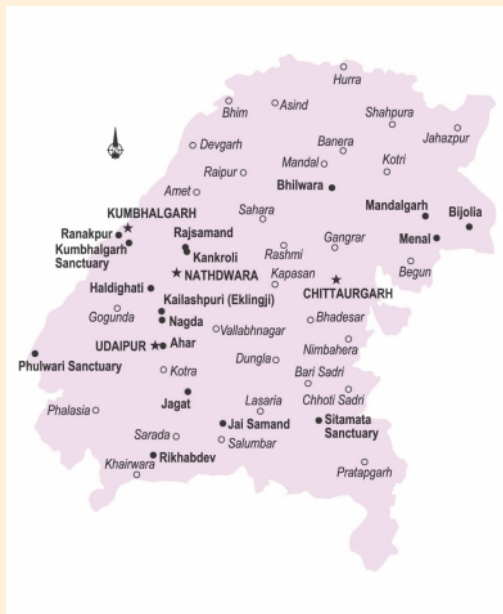 Hurra
Bhim
Asind
Shahpura
Jahazpur
Devgarh
Banera
Raipur
Mandal
Kotri
Amet
Bhilwara
KUMBHALGARH
Sahara
Mandalgarh
Bijolia
Ranakpur
Kumbhalgarh
Sanctuary
Rajsamand
Kankroli
Rashmi
Gangrar
Menal
NATHDWARA
Kapasan
Begun
Haldighati
CHITTAURGARH
Kailashpuri (Eklingji)
Gogunda
Nagda
Vallabhnagar
Bhadesar
UDAIPUR
Ahar
Nimbahera
Phulwari Sanctuary
Kotra
Dungla
Bari Sadri
Chhoti Sadri
Jagat
Phalasia
Lasaria
Jai Samand
Sitamata
Sanctuary
Sarada
Salumbar
Rikhabdev
Khairwara
Pratapgarh